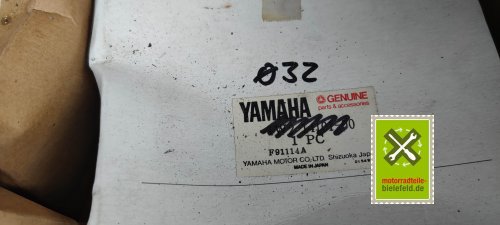 Ø32
YAMAHA GENUINE
parts & accessories
1 PC
F91114A
YAMAHA MOTOR CO., LTD. Shizuoka Jap
MADE IN JAPAN
motorradteile-
bielefeld.de